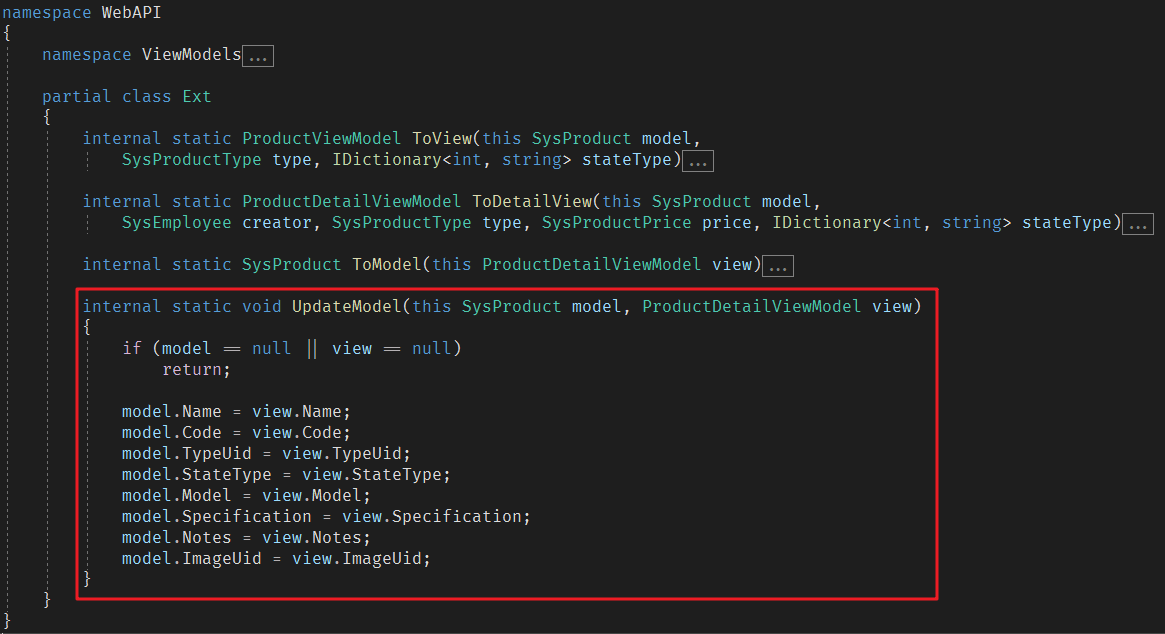 namespace WebAPI
{
    namespace ViewModels...

    partial class Ext
    {
        internal static ProductViewModel ToView(this SysProduct model,
            SysProductType type, IDictionary<int, string> stateType)...

        internal static ProductDetailViewModel ToDetailView(this SysProduct model,
            SysEmployee creator, SysProductType type, SysProductPrice price, IDictionary<int, string> stateType)...

        internal static SysProduct ToModel(this ProductDetailViewModel view)...

        internal static void UpdateModel(this SysProduct model, ProductDetailViewModel view)
        {
            if (model == null || view == null)
                return;

            model.Name = view.Name;
            model.Code = view.Code;
            model.TypeUid = view.TypeUid;
            model.StateType = view.StateType;
            model.Model = view.Model;
            model.Specification = view.Specification;
            model.Notes = view.Notes;
            model.ImageUid = view.ImageUid;
        }
    }
}